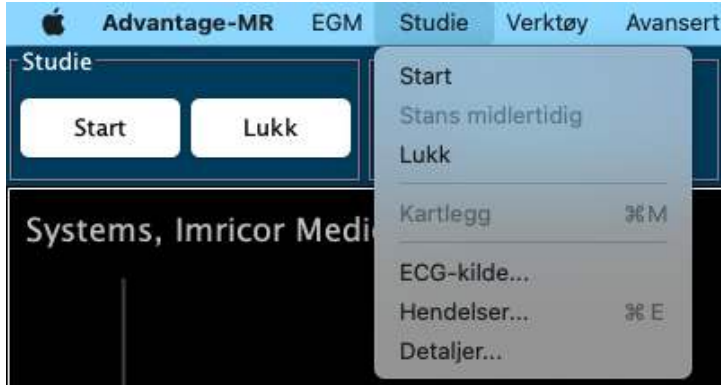 Advantage-MR EGM Studie Verktøy Avansert
Studie
Start Lukk
Start
Stans midlertidig
Lukk
Kartlegg ⌘M
ECG-kilde...
Hendelser... ⌘E
Detaljer...
Systems, Imricor Medi